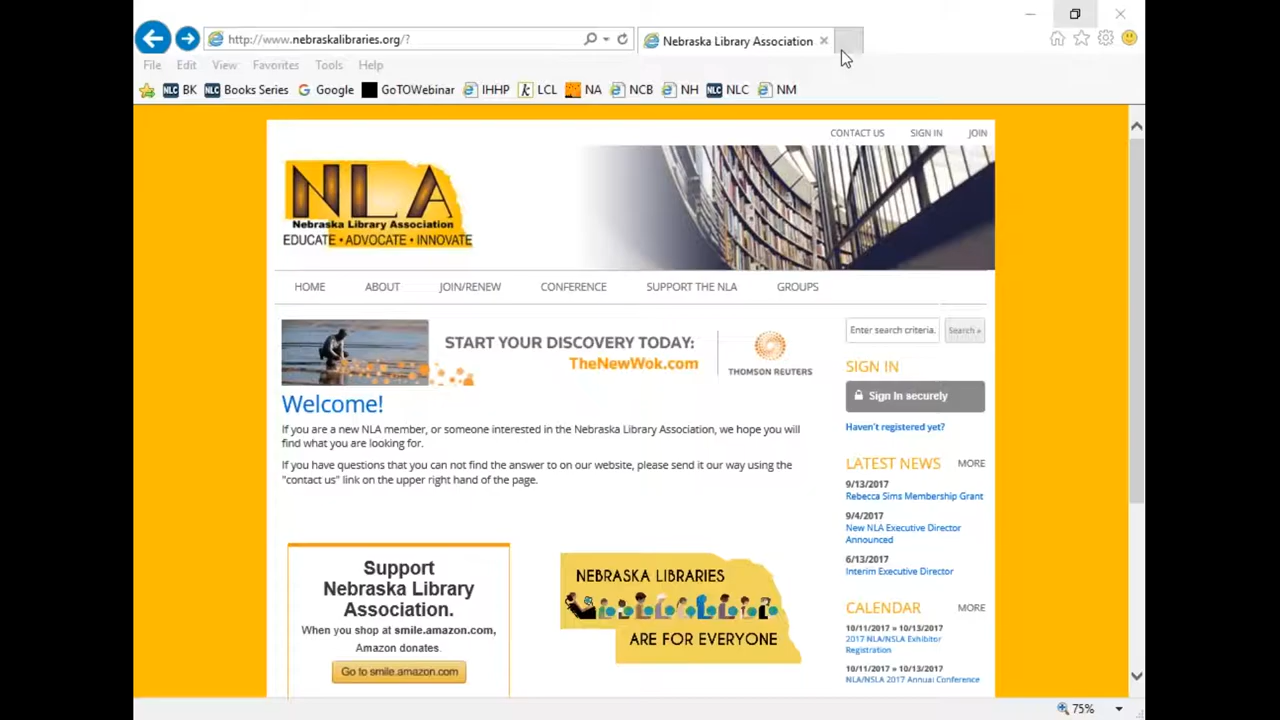 http://www.nebraskalibraries.org/?
Nebraska Library Association
File Edit View Favorites Tools Help
NLC BK NLC Books Series G Google GoTOWebinar IHHP k LCL NA NCB NH NLC NLC NM
CONTACT US SIGN IN JOIN
NLA
Nebraska Library Association
EDUCATE • ADVOCATE • INNOVATE
HOME ABOUT JOIN/RENEW CONFERENCE SUPPORT THE NLA GROUPS
START YOUR DISCOVERY TODAY:
TheNewWok.com
THOMSON REUTERS
Welcome!
If you are a new NLA member, or someone interested in the Nebraska Library Association, we hope you will
find what you are looking for.
If you have questions that you can not find the answer to on our website, please send it our way using the
"contact us" link on the upper right hand of the page.
Support
Nebraska Library
Association.
When you shop at smile.amazon.com,
Amazon donates.
Go to smile.amazon.com
NEBRASKA LIBRARIES
ARE FOR EVERYONE
Enter search criteria. Search »
SIGN IN
Sign In securely
Haven't registered yet?
LATEST NEWS MORE
9/13/2017
Rebecca Sims Membership Grant
9/4/2017
New NLA Executive Director
Announced
6/13/2017
Interim Executive Director
CALENDAR MORE
10/11/2017 » 10/13/2017
2017 NLA/NSLA Exhibitor
Registration
10/11/2017 » 10/13/2017
NLA/NSLA 2017 Annual Conference
75%